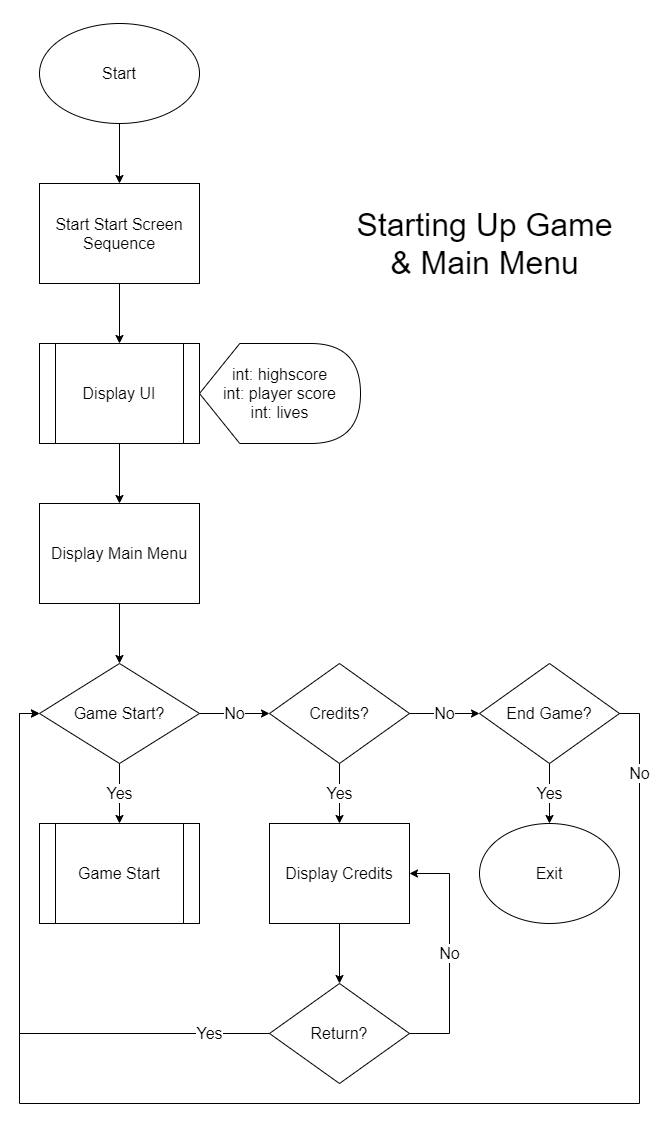 Start
Start Start Screen
Sequence
Starting Up Game
& Main Menu
Display UI
int: highscore
int: player score
int: lives
Display Main Menu
Game Start?
No
Credits?
No
End Game?
No
Yes
Yes
Yes
Game Start
Display Credits
Exit
No
Yes
Return?